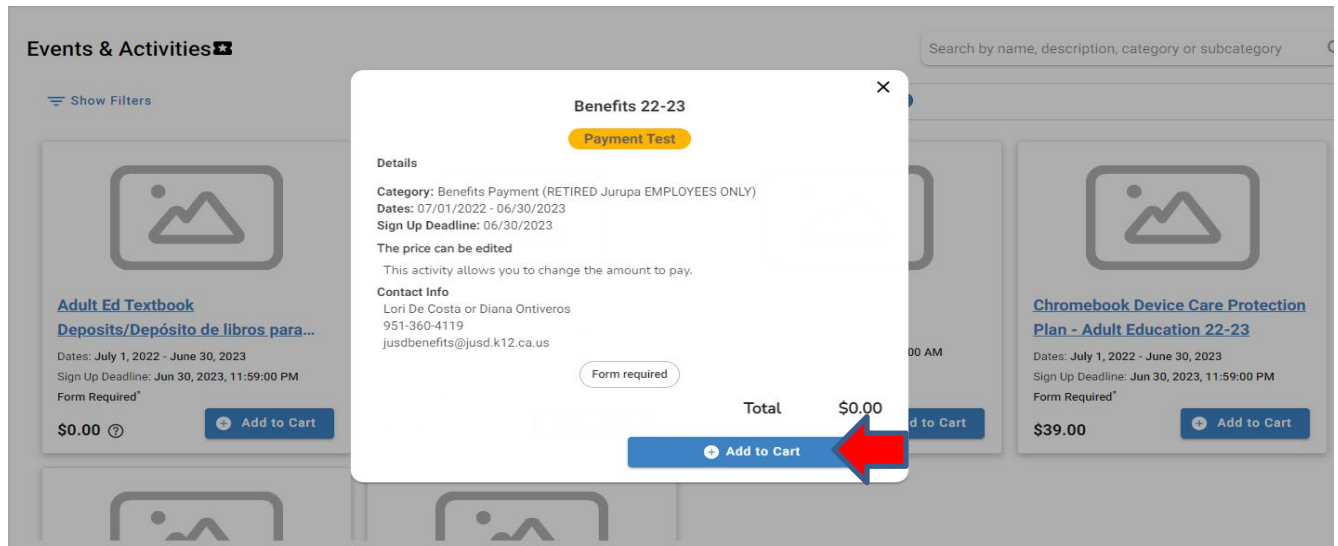 Events & Activities
Search by name, description, category or subcategory
Show Filters
Benefits 22-23
Payment Test
Details
Category: Benefits Payment (RETIRED Jurupa EMPLOYEES ONLY)
Dates: 07/01/2022 - 06/30/2023
Sign Up Deadline: 06/30/2023
The price can be edited
This activity allows you to change the amount to pay.
Contact Info
Lori De Costa or Diana Ontiveros
951-360-4119
jusdbenefits@jusd.k12.ca.us
Form required
Total $0.00
Add to Cart
Adult Ed Textbook
Deposits/Depósito de libros para...
Dates: July 1, 2022 - June 30, 2023
Sign Up Deadline: Jun 30, 2023, 11:59:00 PM
Form Required*
$0.00
Add to Cart
00 AM
d to Cart
Chromebook Device Care Protection
Plan - Adult Education 22-23
Dates: July 1, 2022 - June 30, 2023
Sign Up Deadline: Jun 30, 2023, 11:59:00 PM
Form Required*
$39.00
Add to Cart